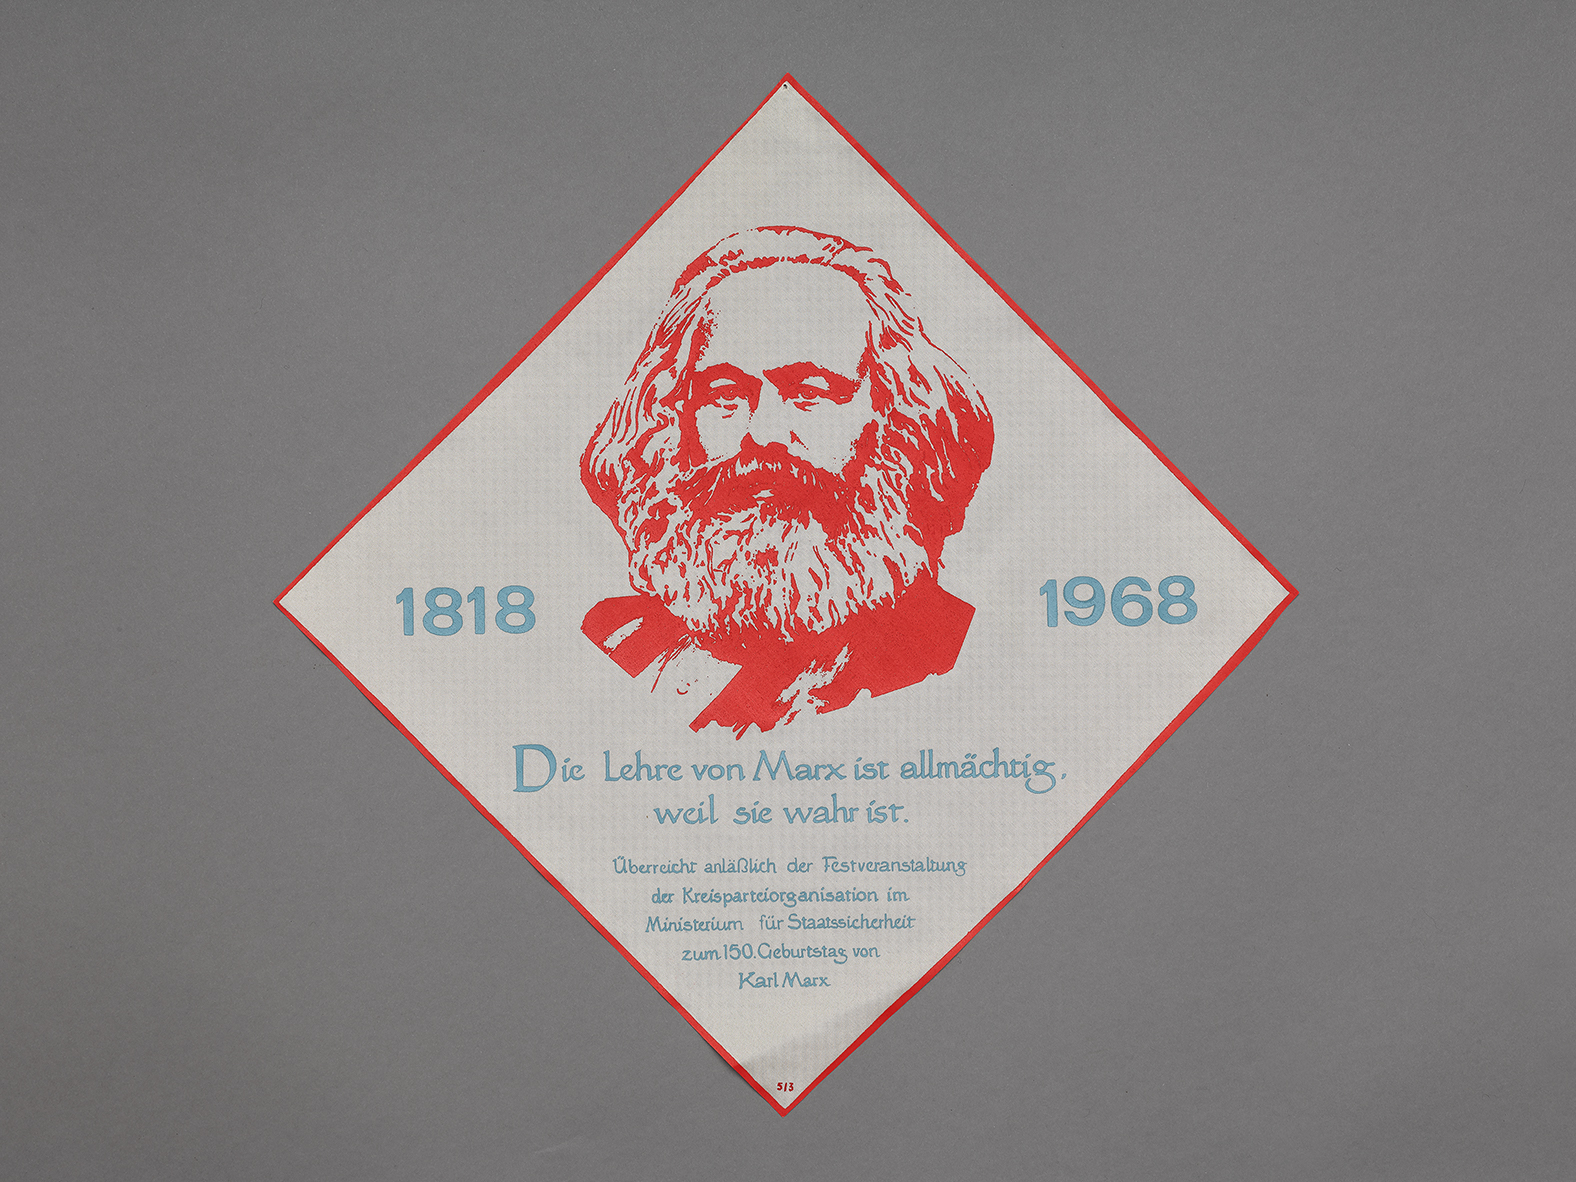 1818
1968
Die Lehre von Marx ist allmächtig,
weil sie wahr ist.
Überreicht anläßlich der Festveranstaltung
der Kreisparteiorganisation im
Ministerium für Staatssicherheit
zum 150. Geburtstag von
Karl Marx
5/3